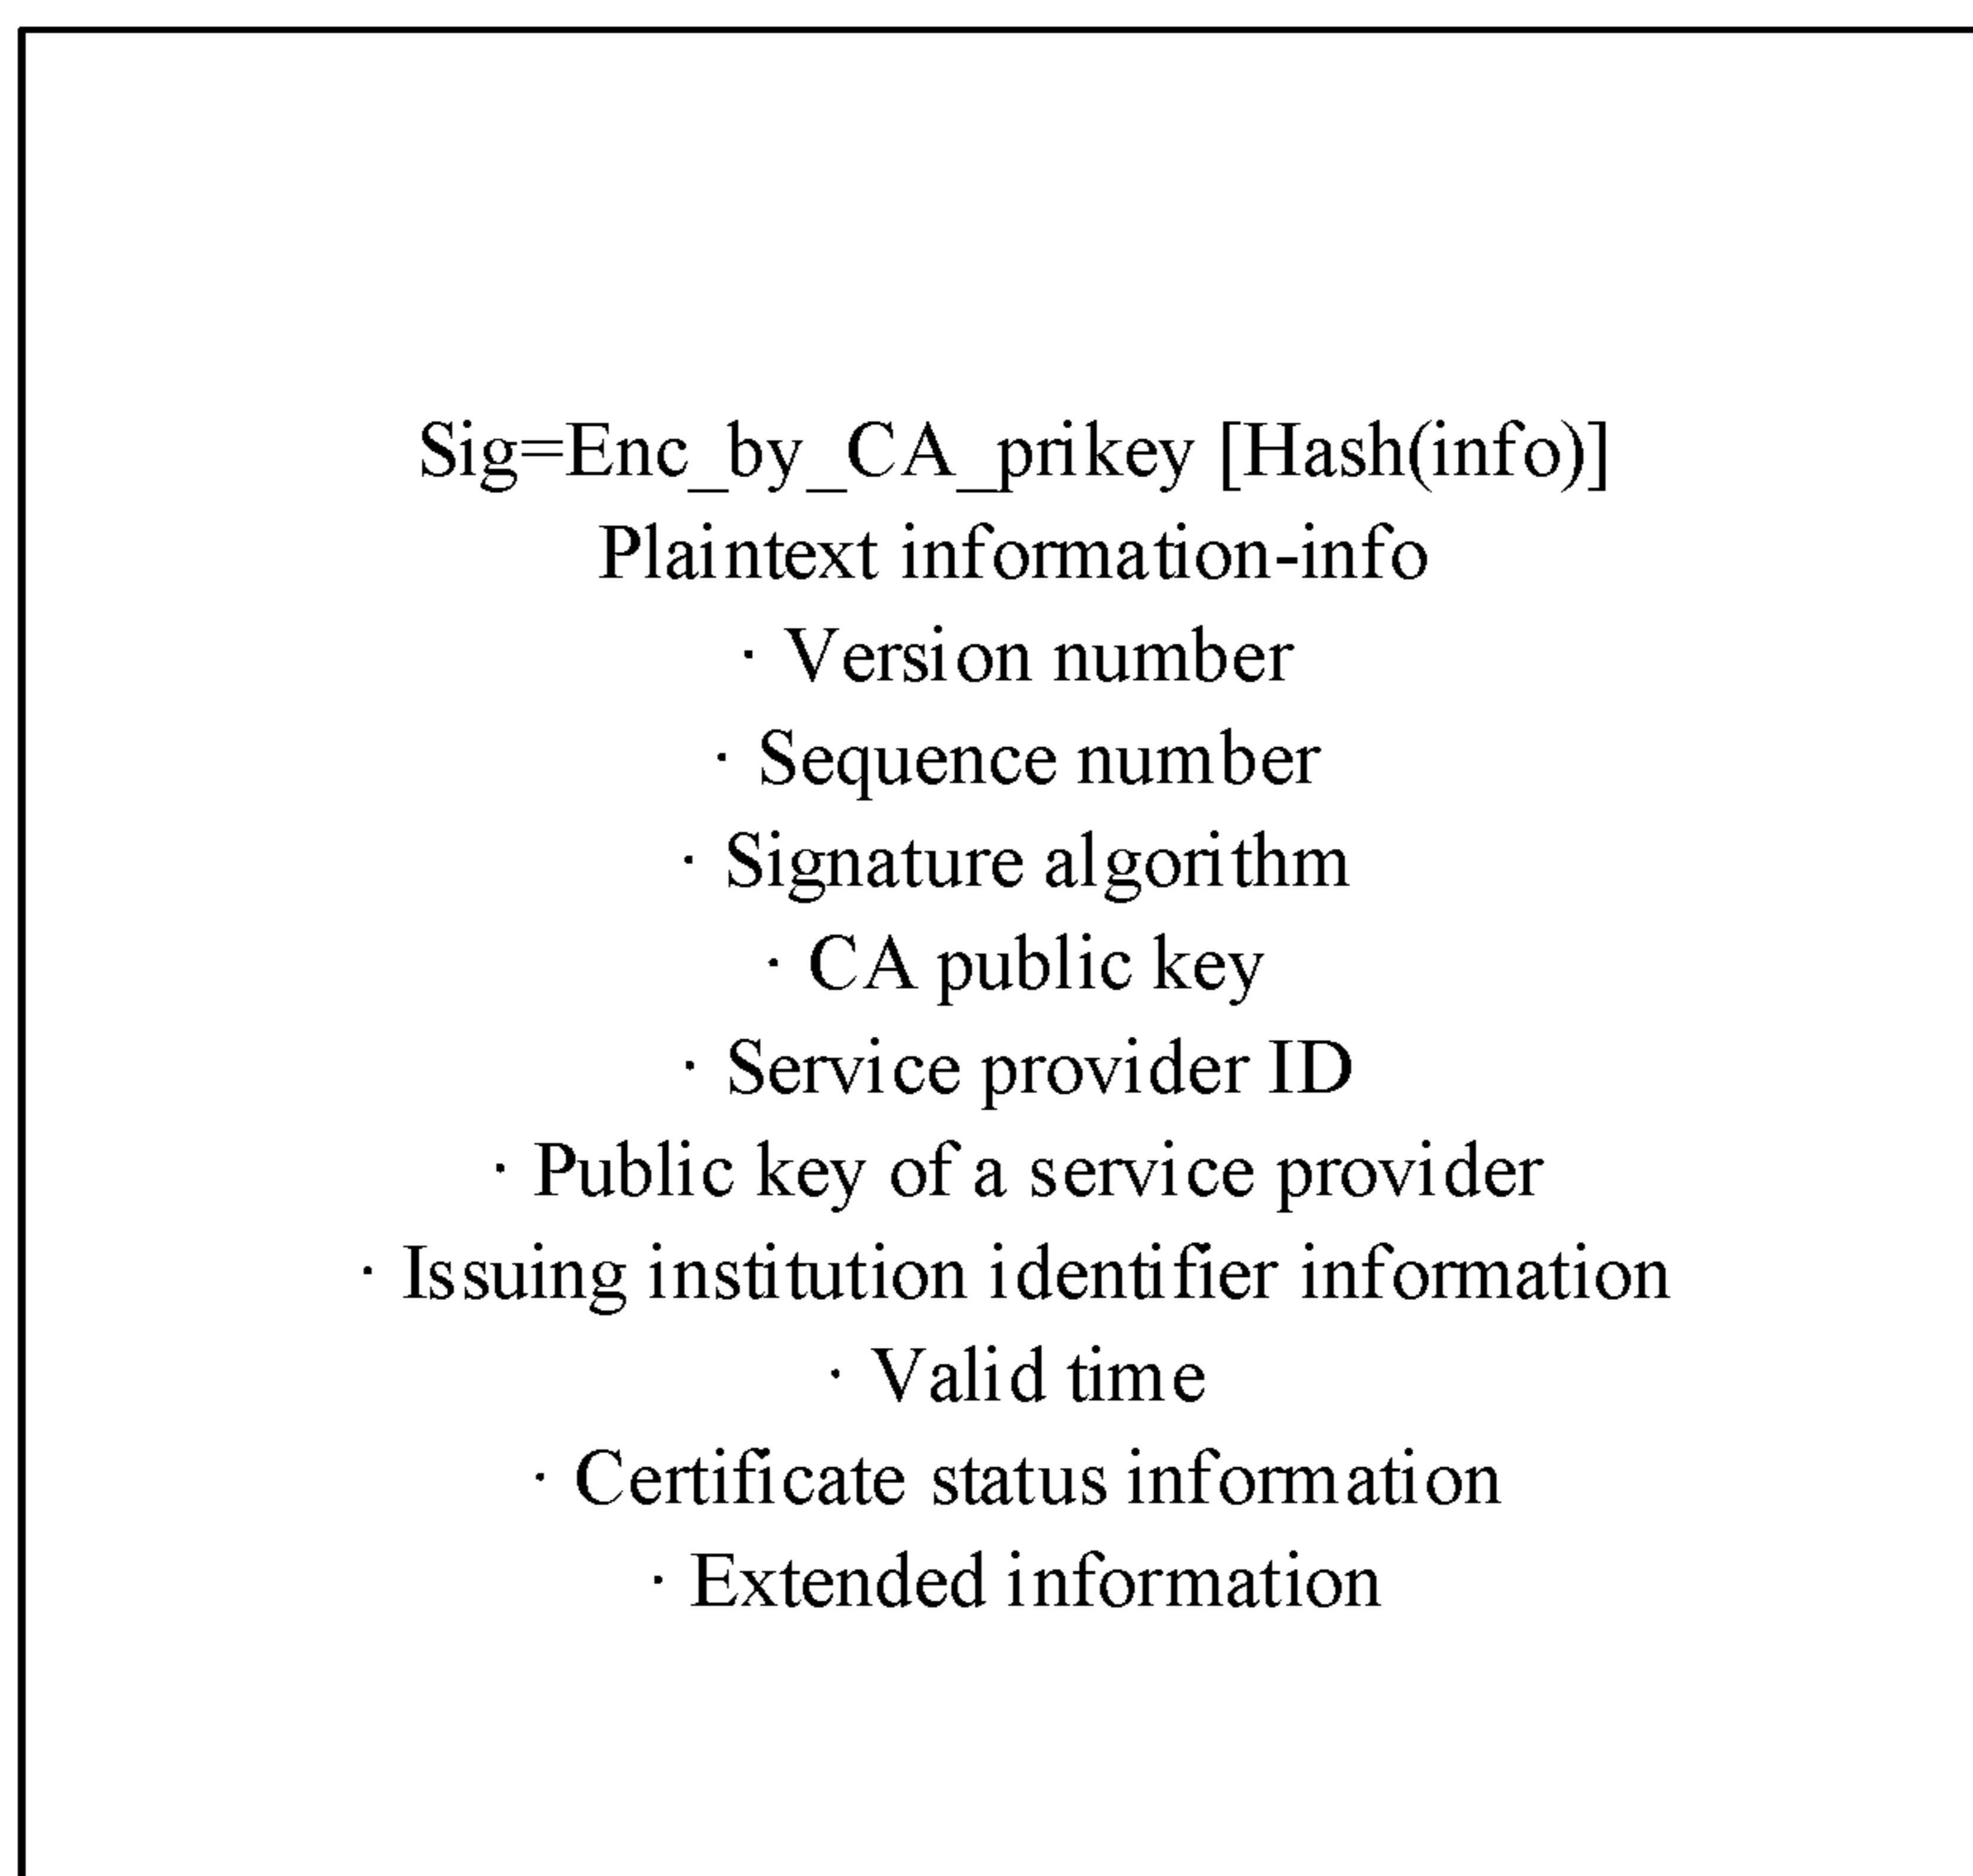 Sig=Enc_by_CA_prikey [Hash(info)]
Plaintext information-info
· Version number
· Sequence number
· Signature algorithm
· CA public key
· Service provider ID
· Public key of a service provider
· Issuing institution identifier information
· Valid time
· Certificate status information
· Extended information